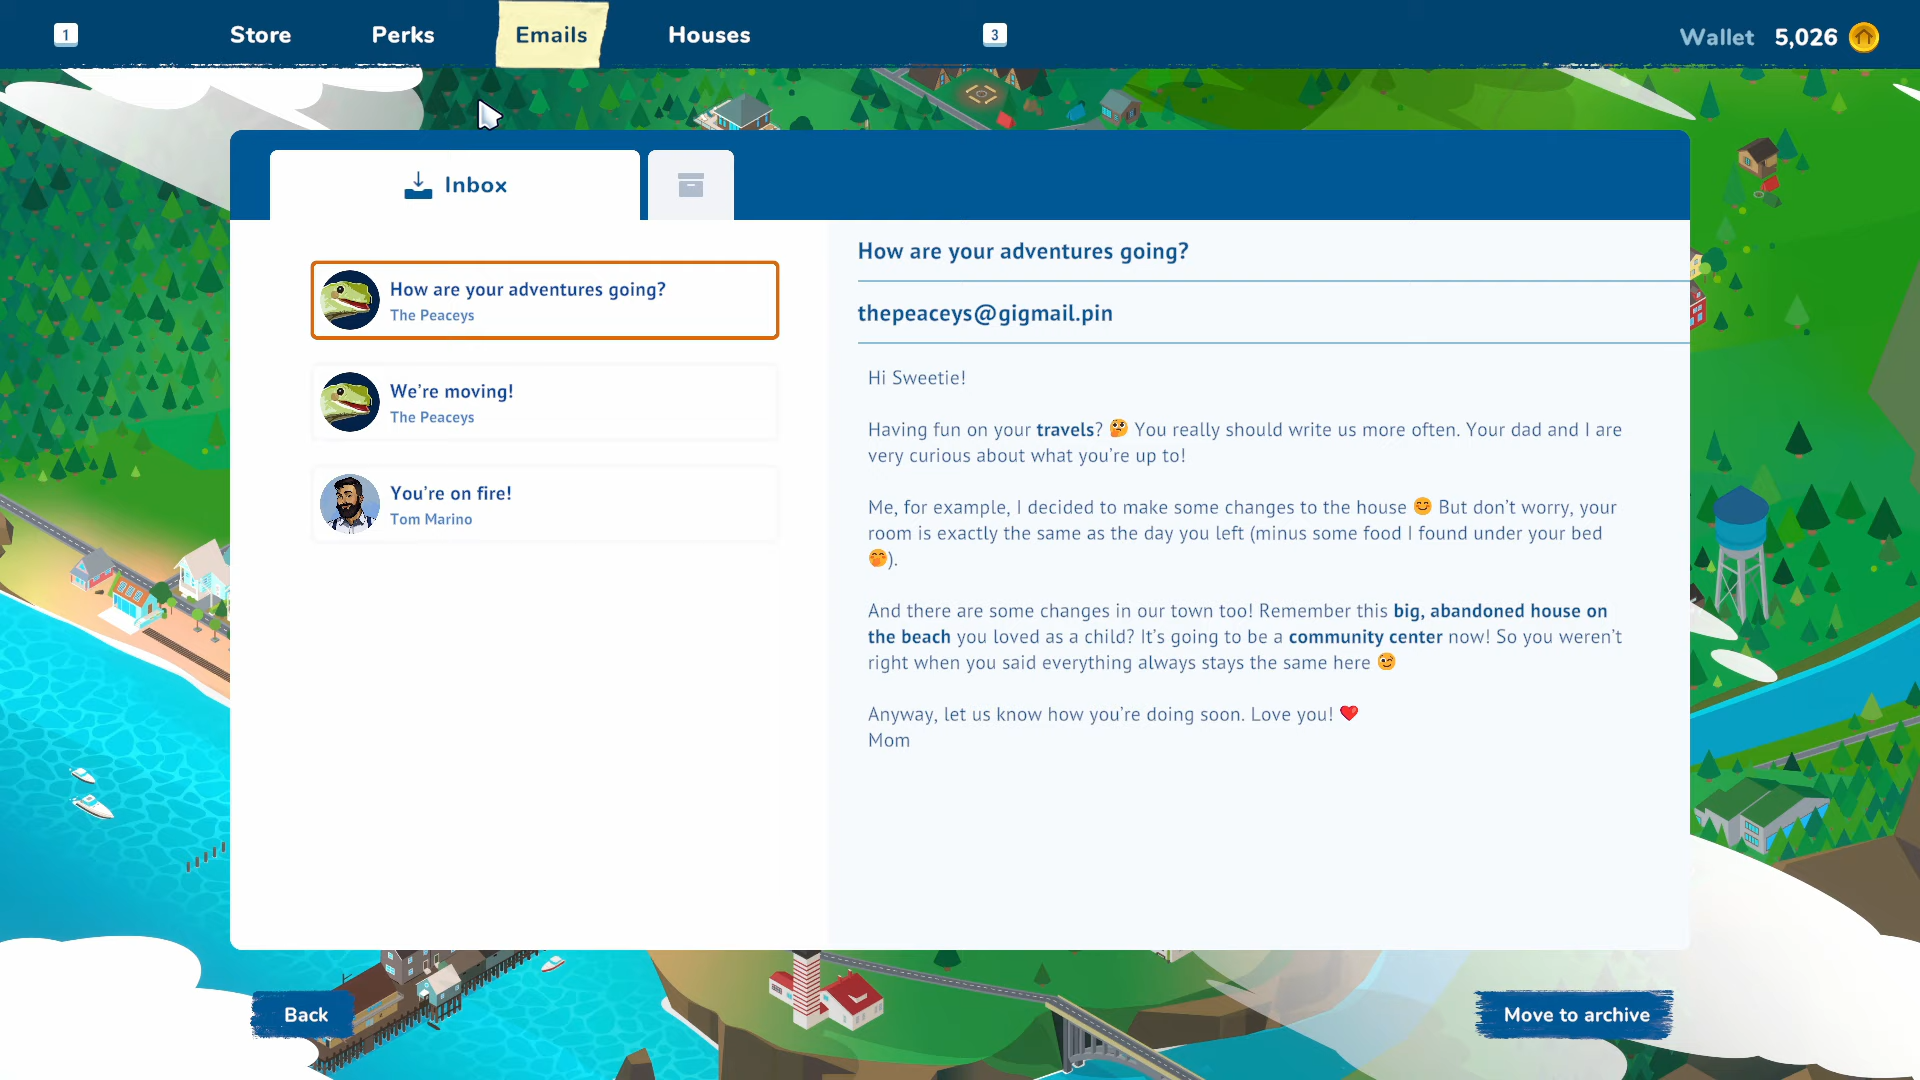 1
Store
Perks
Emails
Houses
3
Wallet 5,026
Inbox
How are your adventures going?
The Peaceys
We're moving!
The Peaceys
You're on fire!
Tom Marino
How are your adventures going?
thepeaceys@gigmail.pin
Hi Sweetie!
Having fun on your travels? 🤔 You really should write us more often. Your dad and I are
very curious about what you're up to!
Me, for example, I decided to make some changes to the house 😊 But don't worry, your
room is exactly the same as the day you left (minus some food I found under your bed
🤭).
And there are some changes in our town too! Remember this big, abandoned house on
the beach you loved as a child? It's going to be a community center now! So you weren't
right when you said everything always stays the same here 😉
Anyway, let us know how you're doing soon. Love you! ❤
Mom
Back
Move to archive